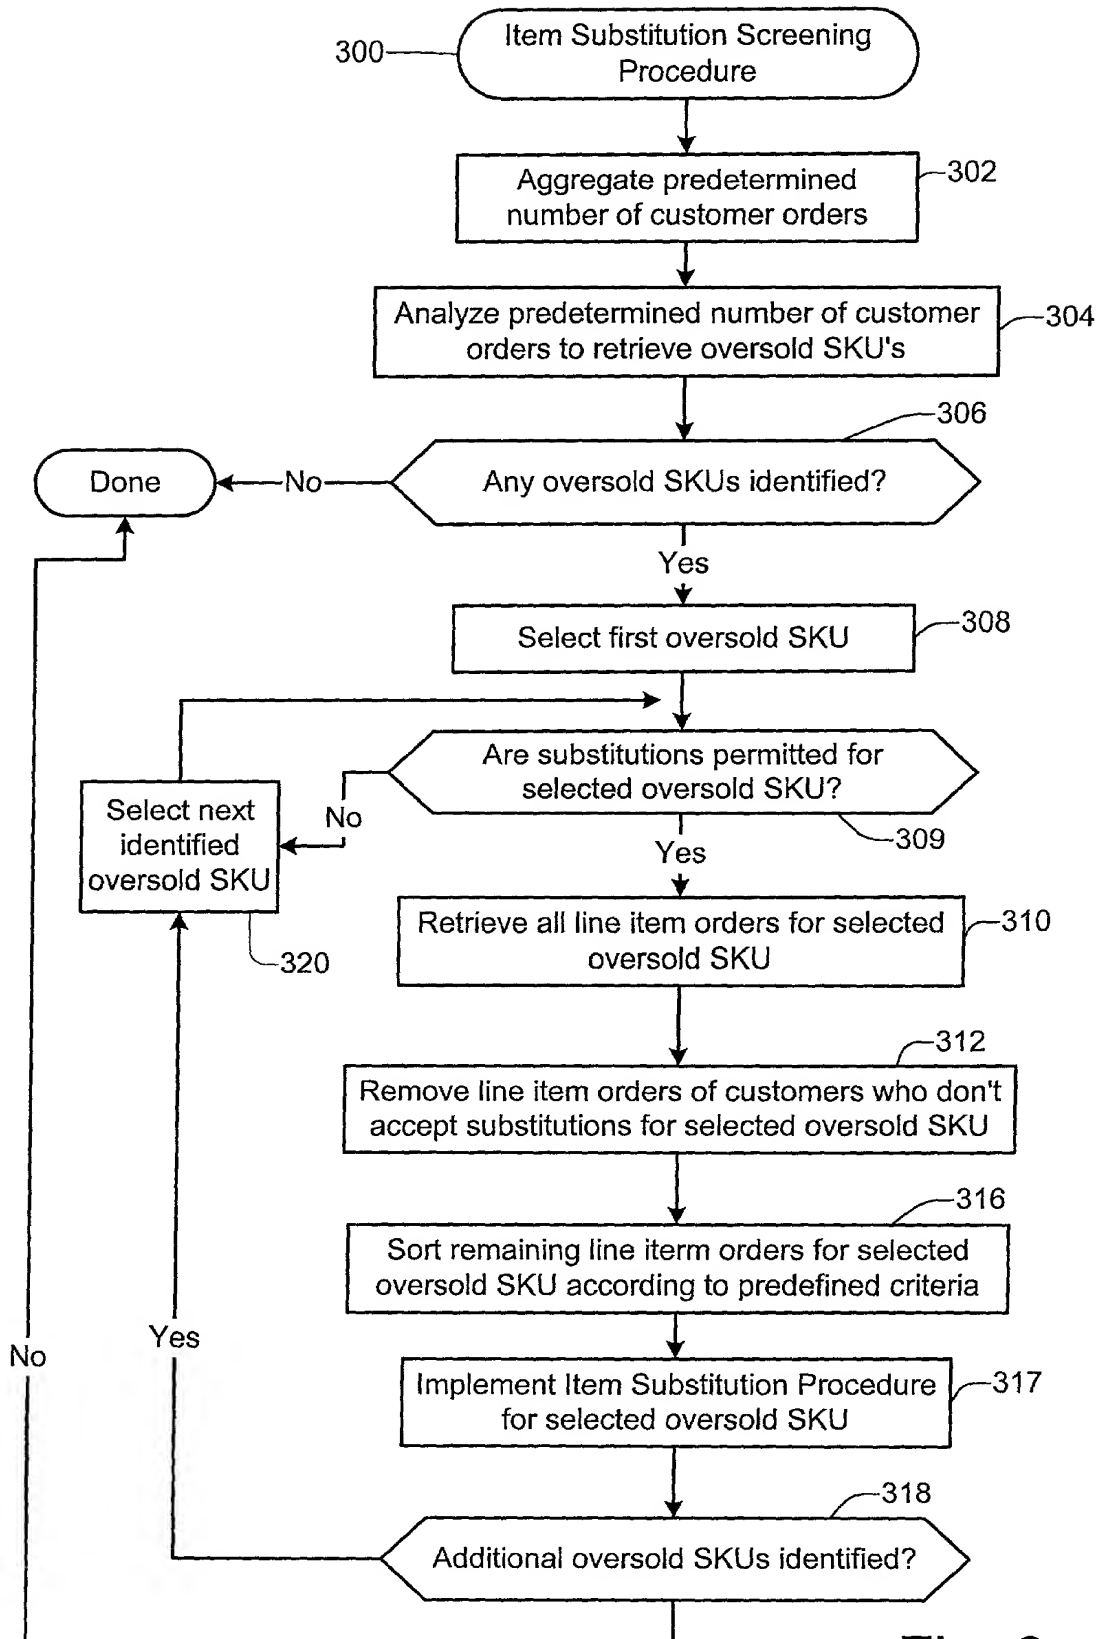 300
Item Substitution Screening
Procedure
302
Aggregate predetermined
number of customer orders
304
Analyze predetermined number of customer
orders to retrieve oversold SKU's
306
Done
No
Any oversold SKUs identified?
Yes
308
Select first oversold SKU
Are substitutions permitted for
selected oversold SKU?
309
No
Select next
identified
oversold SKU
320
Yes
310
Retrieve all line item orders for selected
oversold SKU
312
Remove line item orders of customers who don't
accept substitutions for selected oversold SKU
316
Sort remaining line iterm orders for selected
oversold SKU according to predefined criteria
Yes
No
317
Implement Item Substitution Procedure
for selected oversold SKU
318
Additional oversold SKUs identified?